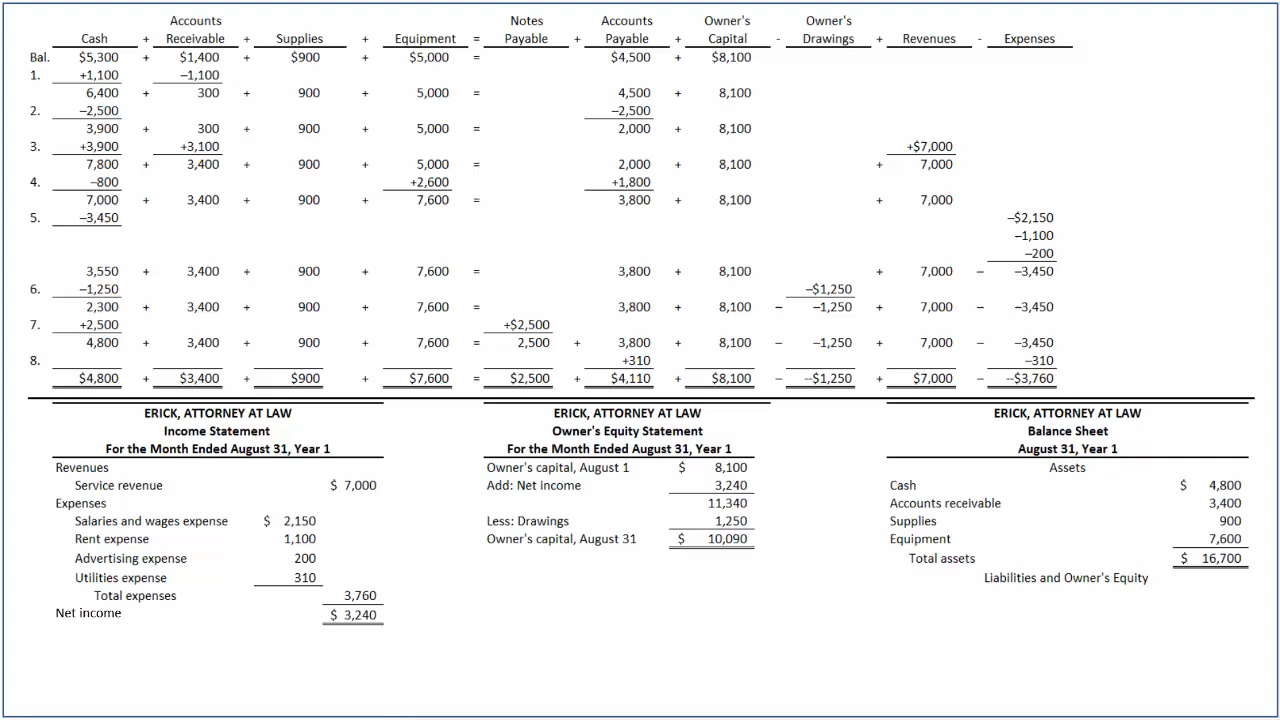 Accounts Notes Accounts Owner's Owner's
Cash + Receivable + Supplies + Equipment = Payable + Payable + Capital - Drawings + Revenues - Expenses
Bal. $5,300 + $1,400 + $900 + $5,000 = $4,500 + $8,100
1. +1,100 –1,100
6,400 + 300 + 900 + 5,000 = 4,500 + 8,100
2. –2,500 –2,500
3,900 + 300 + 900 + 5,000 = 2,000 + 8,100
3. +3,900 +3,100 +$7,000
7,800 + 3,400 + 900 + 5,000 = 2,000 + 8,100 + 7,000
4. –800 +2,600 +1,800
7,000 + 3,400 + 900 + 7,600 = 3,800 + 8,100 + 7,000
5. –3,450 –$2,150
–1,100
–200
3,550 + 3,400 + 900 + 7,600 = 3,800 + 8,100 + 7,000 – –3,450
6. –1,250 –$1,250
2,300 + 3,400 + 900 + 7,600 = 3,800 + 8,100 – –1,250 + 7,000 – –3,450
7. +2,500 +$2,500
4,800 + 3,400 + 900 + 7,600 = 2,500 + 3,800 + 8,100 – –1,250 + 7,000 – –3,450
8. +310 –310
$4,800 + $3,400 + $900 + $7,600 = $2,500 + $4,110 + $8,100 – --$1,250 + $7,000 – --$3,760
ERICK, ATTORNEY AT LAW
Income Statement
For the Month Ended August 31, Year 1
Revenues
Service revenue $ 7,000
Expenses
Salaries and wages expense $ 2,150
Rent expense 1,100
Advertising expense 200
Utilities expense 310
Total expenses 3,760
Net income $ 3,240
ERICK, ATTORNEY AT LAW
Owner's Equity Statement
For the Month Ended August 31, Year 1
Owner's capital, August 1 $ 8,100
Add: Net income 3,240
11,340
Less: Drawings 1,250
Owner's capital, August 31 $ 10,090
ERICK, ATTORNEY AT LAW
Balance Sheet
August 31, Year 1
Assets
Cash $ 4,800
Accounts receivable 3,400
Supplies 900
Equipment 7,600
Total assets $ 16,700
Liabilities and Owner's Equity